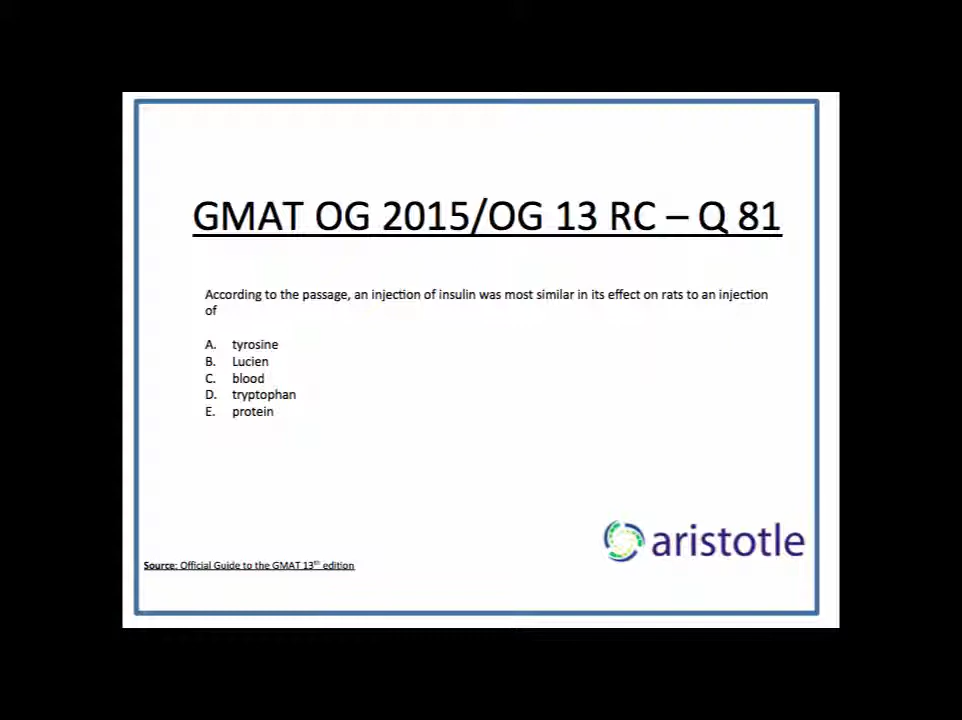 GMAT OG 2015/OG 13 RC – Q 81
According to the passage, an injection of insulin was most similar in its effect on rats to an injection
of
A. tyrosine
B. Lucien
C. blood
D. tryptophan
E. protein
aristotle
Source: Official Guide to the GMAT 13th edition